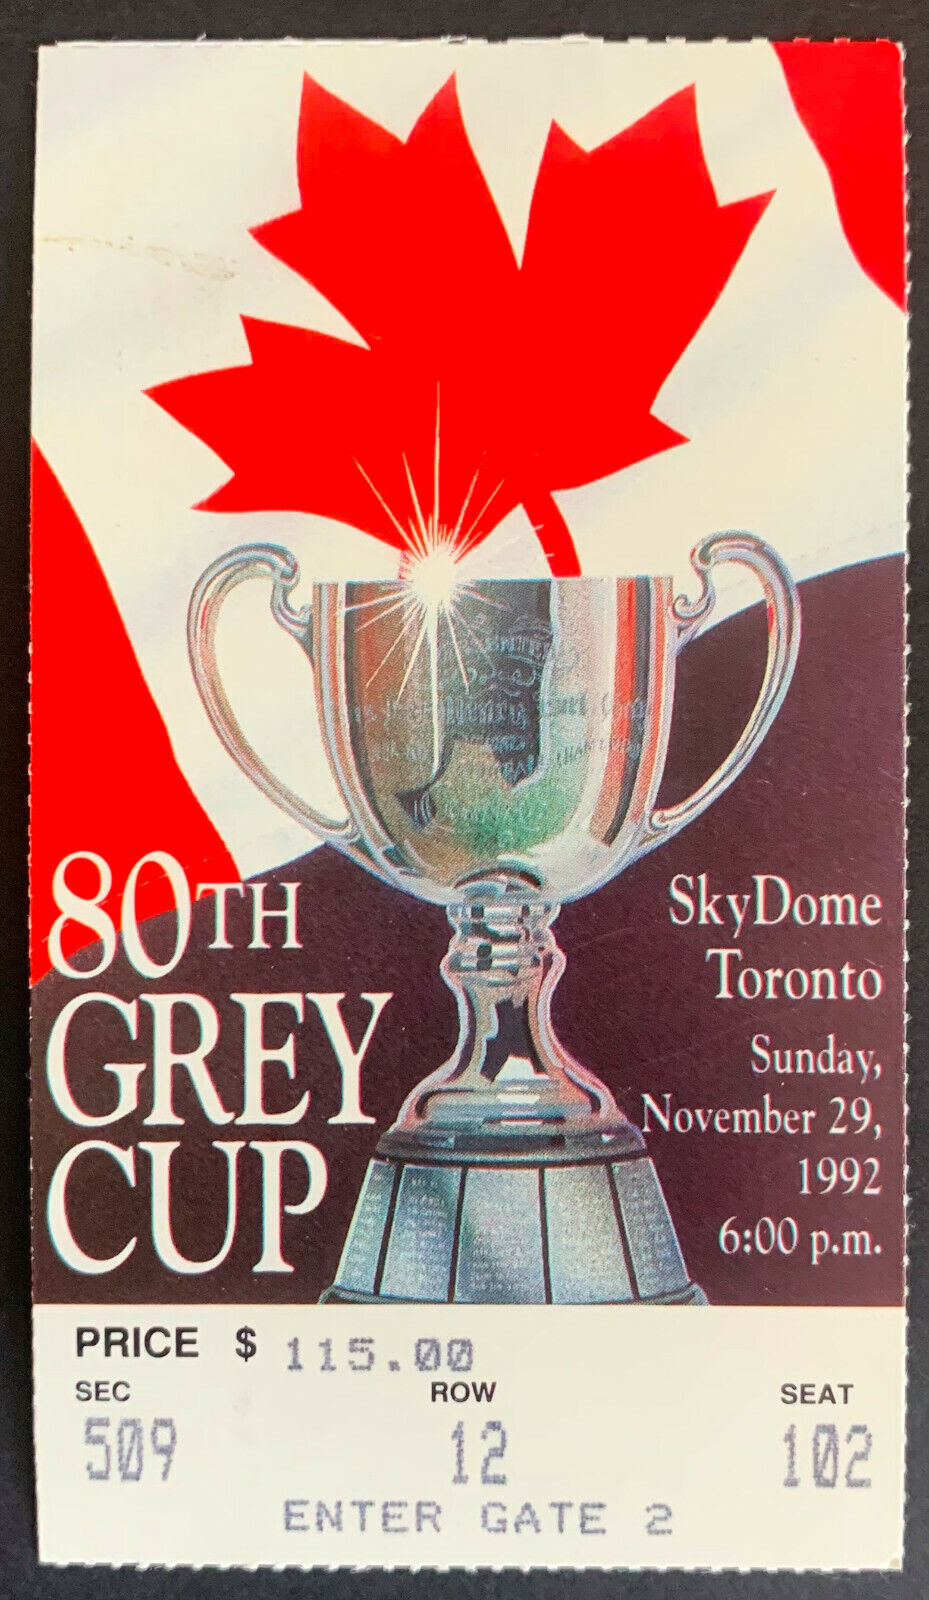 80TH
GREY
CUP
SkyDome
Toronto
Sunday,
November 29,
1992
6:00 p.m.
PRICE $ 115.00
SEC ROW SEAT
509 12 102
ENTER GATE 2